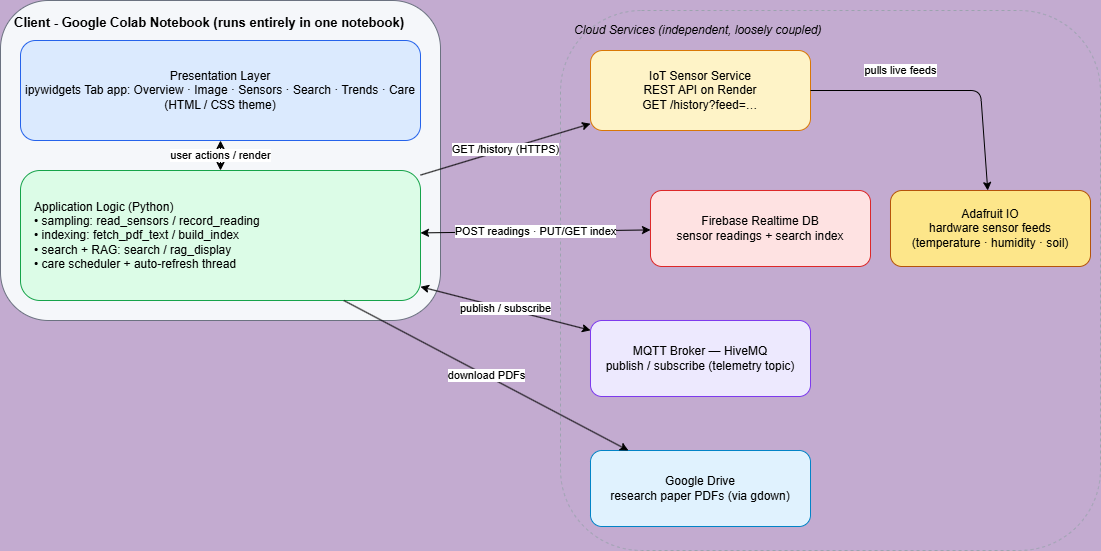 Client - Google Colab Notebook (runs entirely in one notebook)
Presentation Layer
ipywidgets Tab app: Overview · Image · Sensors · Search · Trends · Care
(HTML / CSS theme)
user actions / render
Application Logic (Python)
• sampling: read_sensors / record_reading
• indexing: fetch_pdf_text / build_index
• search + RAG: search / rag_display
• care scheduler + auto-refresh thread
GET /history (HTTPS)
POST readings · PUT/GET index
publish / subscribe
download PDFs
Cloud Services (independent, loosely coupled)
IoT Sensor Service
REST API on Render
GET /history?feed=…
pulls live feeds
Firebase Realtime DB
sensor readings + search index
Adafruit IO
hardware sensor feeds
(temperature · humidity · soil)
MQTT Broker — HiveMQ
publish / subscribe (telemetry topic)
Google Drive
research paper PDFs (via gdown)